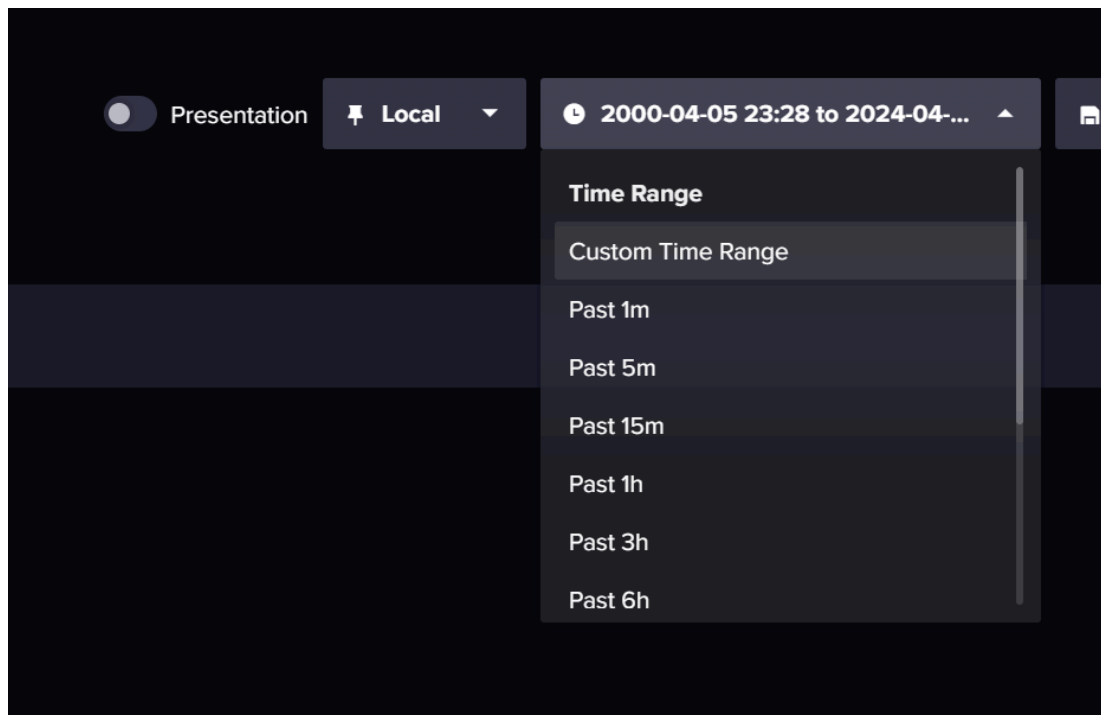 Presentation
Local
2000-04-05 23:28 to 2024-04-...
Time Range
Custom Time Range
Past 1m
Past 5m
Past 15m
Past 1h
Past 3h
Past 6h